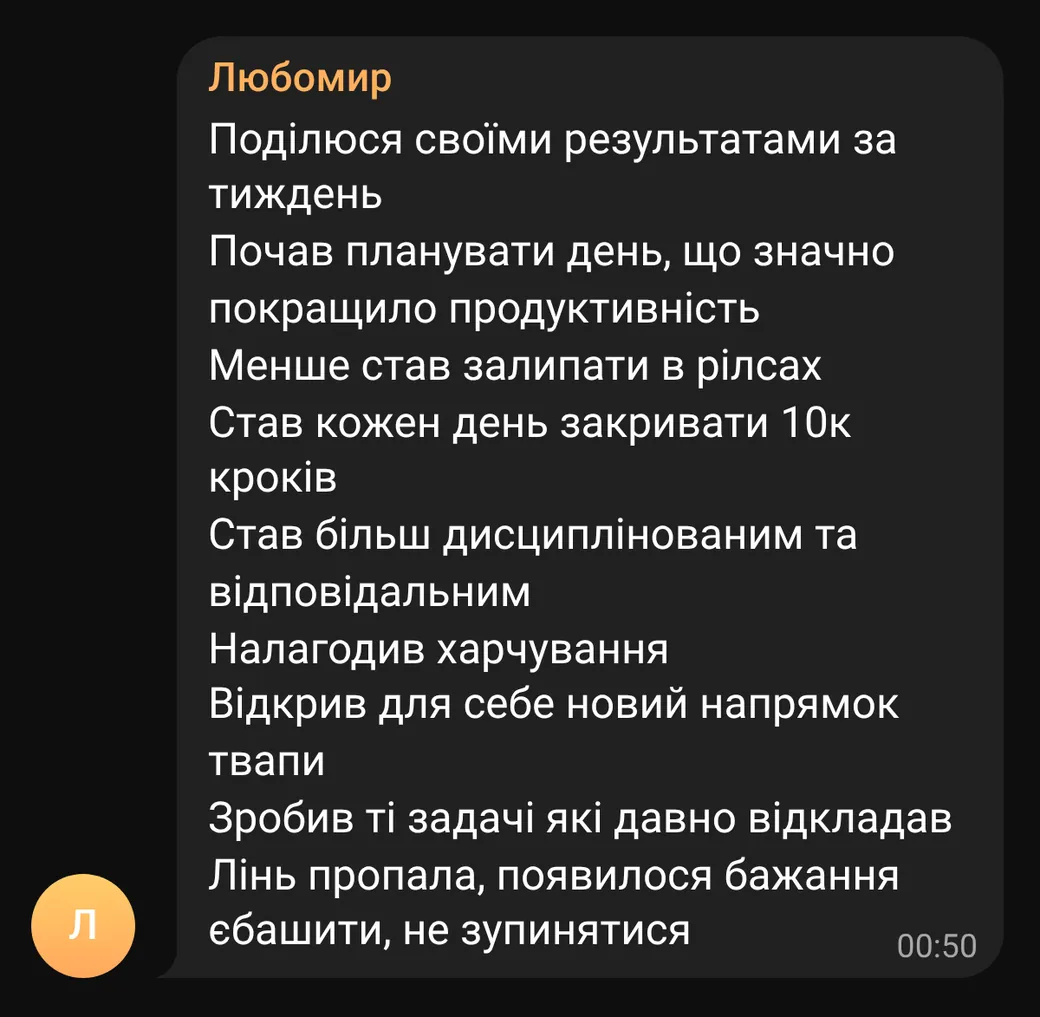 Любомир
Поділюся своїми результатами за
тиждень
Почав планувати день, що значно
покращило продуктивність
Менше став залипати в рілсах
Став кожен день закривати 10к
кроків
Став більш дисциплінованим та
відповідальним
Налагодив харчування
Відкрив для себе новий напрямок
твапи
Зробив ті задачі які давно відкладав
Лінь пропала, появилося бажання
єбашити, не зупинятися
00:50
Л